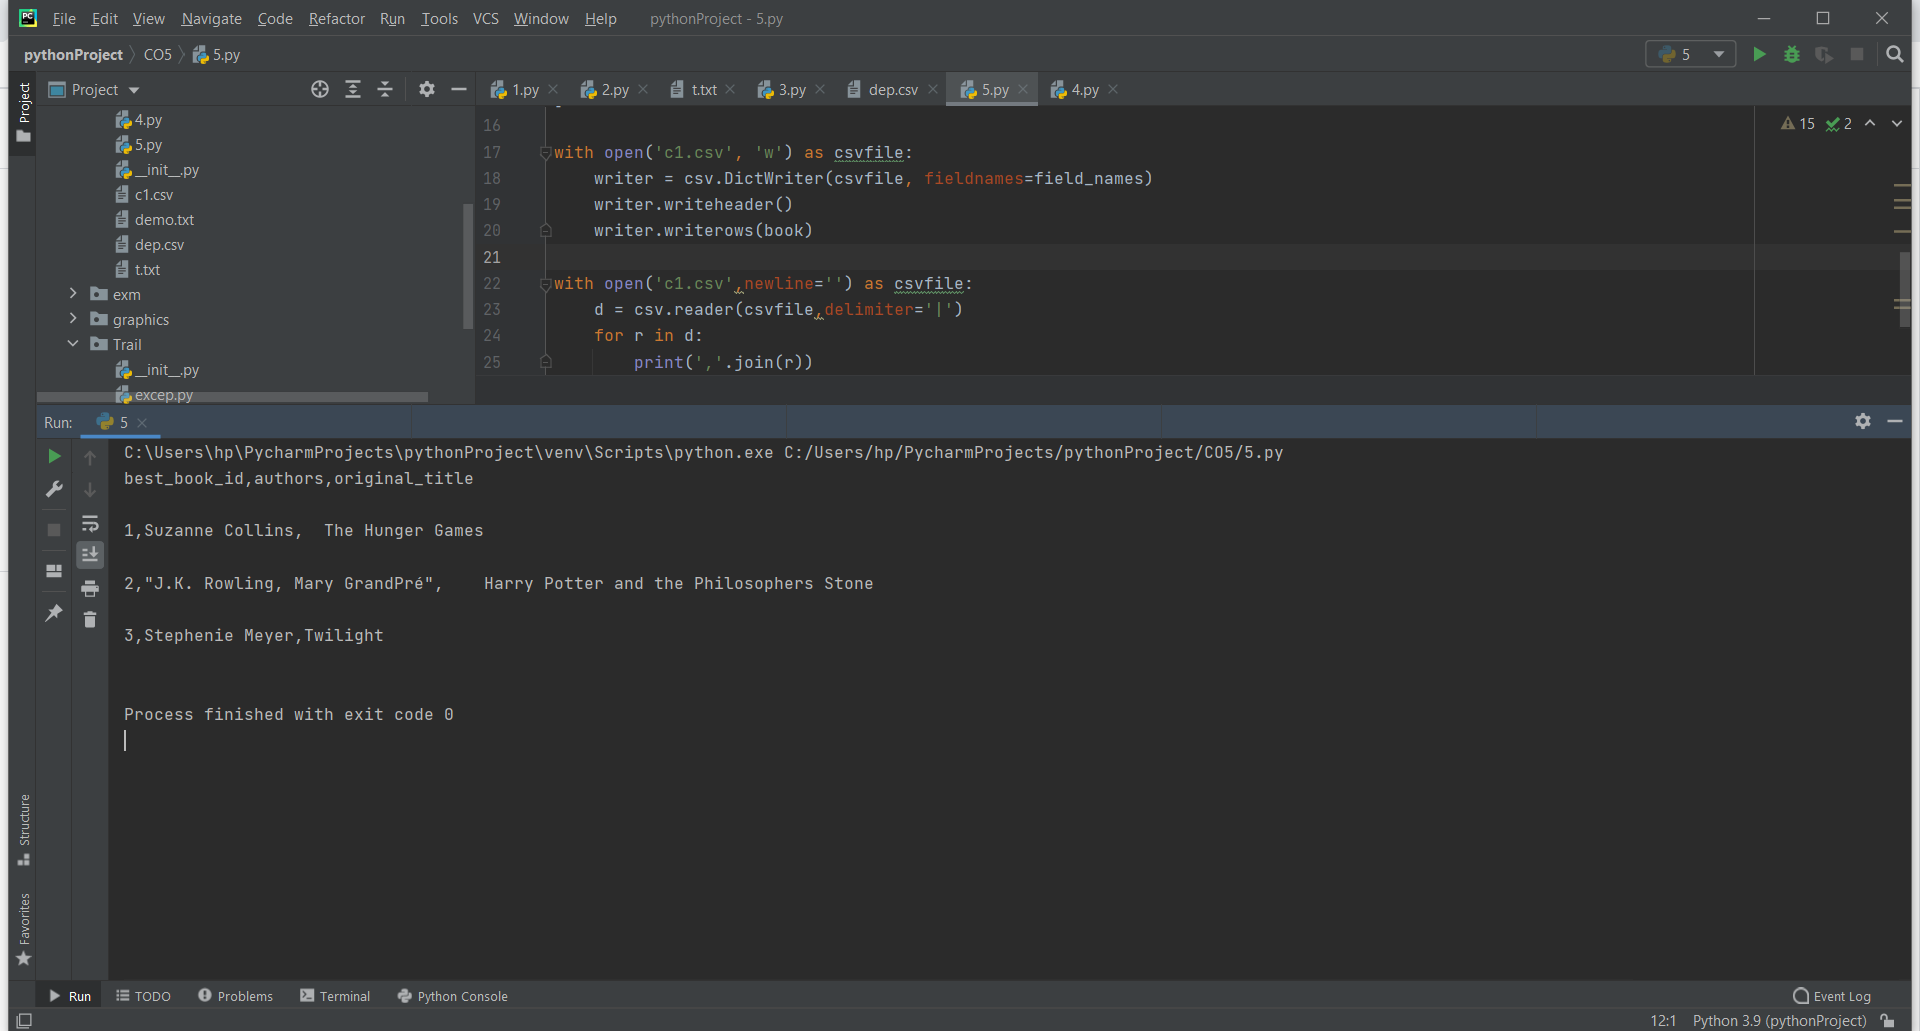 File Edit View Navigate Code Refactor Run Tools VCS Window Help pythonProject - 5.py
pythonProject CO5 5.py 5
Project
Project
1.py 2.py t.txt 3.py dep.csv 5.py 4.py
4.py
5.py
__init__.py
c1.csv
demo.txt
dep.csv
t.txt
exm
graphics
Trail
__init__.py
excep.py
15 2
16
17 with open('c1.csv', 'w') as csvfile:
18 writer = csv.DictWriter(csvfile, fieldnames=field_names)
19 writer.writeheader()
20 writer.writerows(book)
21
22 with open('c1.csv',newline='') as csvfile:
23 d = csv.reader(csvfile,delimiter='|')
24 for r in d:
25 print(','.join(r))
Run: 5
C:\Users\hp\PycharmProjects\pythonProject\venv\Scripts\python.exe C:/Users/hp/PycharmProjects/pythonProject/CO5/5.py
best_book_id,authors,original_title
1,Suzanne Collins,  The Hunger Games
2,"J.K. Rowling, Mary GrandPré",    Harry Potter and the Philosophers Stone
3,Stephenie Meyer,Twilight
Process finished with exit code 0
Structure
Favorites
Run TODO Problems Terminal Python Console Event Log
12:1 Python 3.9 (pythonProject)